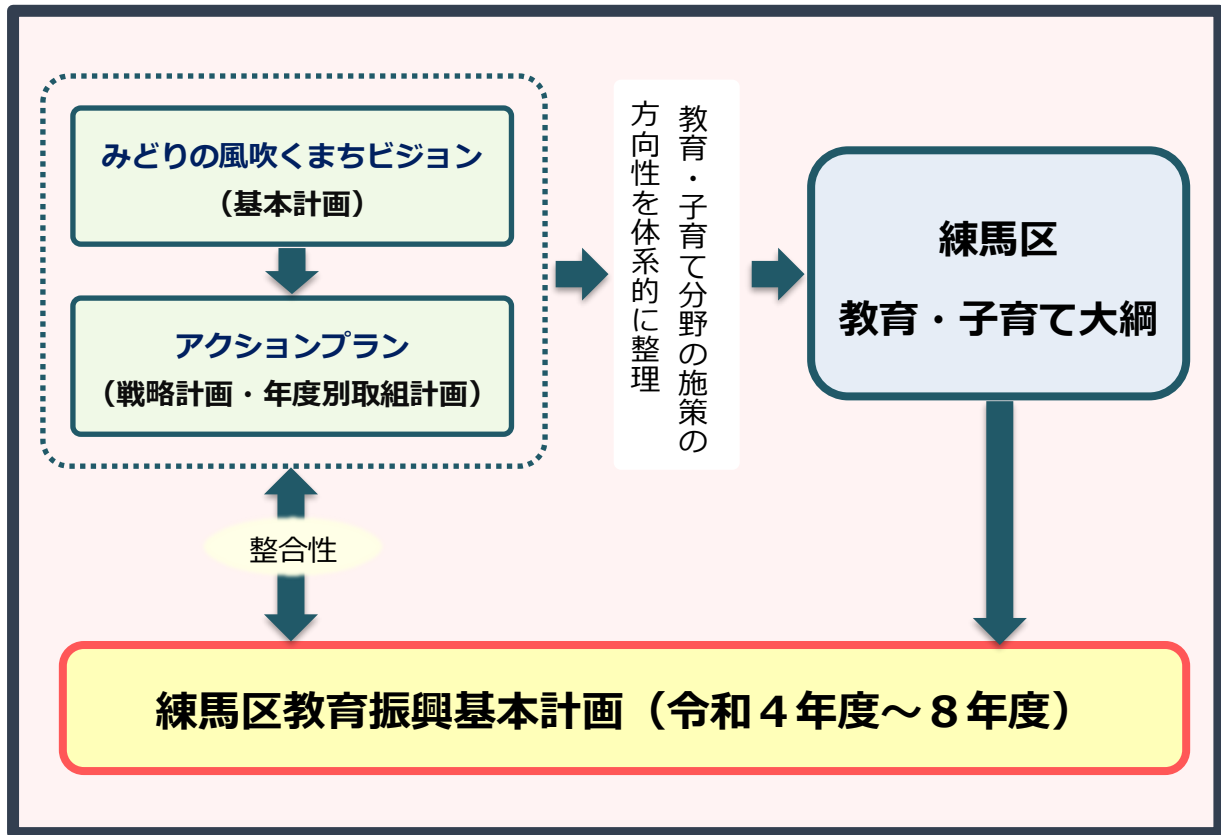 みどりの風吹くまちビジョン
（基本計画）
アクションプラン
（戦略計画・年度別取組計画）
教育・子育て分野の施策の
方向性を体系的に整理
練馬区
教育・子育て大綱
整合性
練馬区教育振興基本計画（令和４年度～８年度）